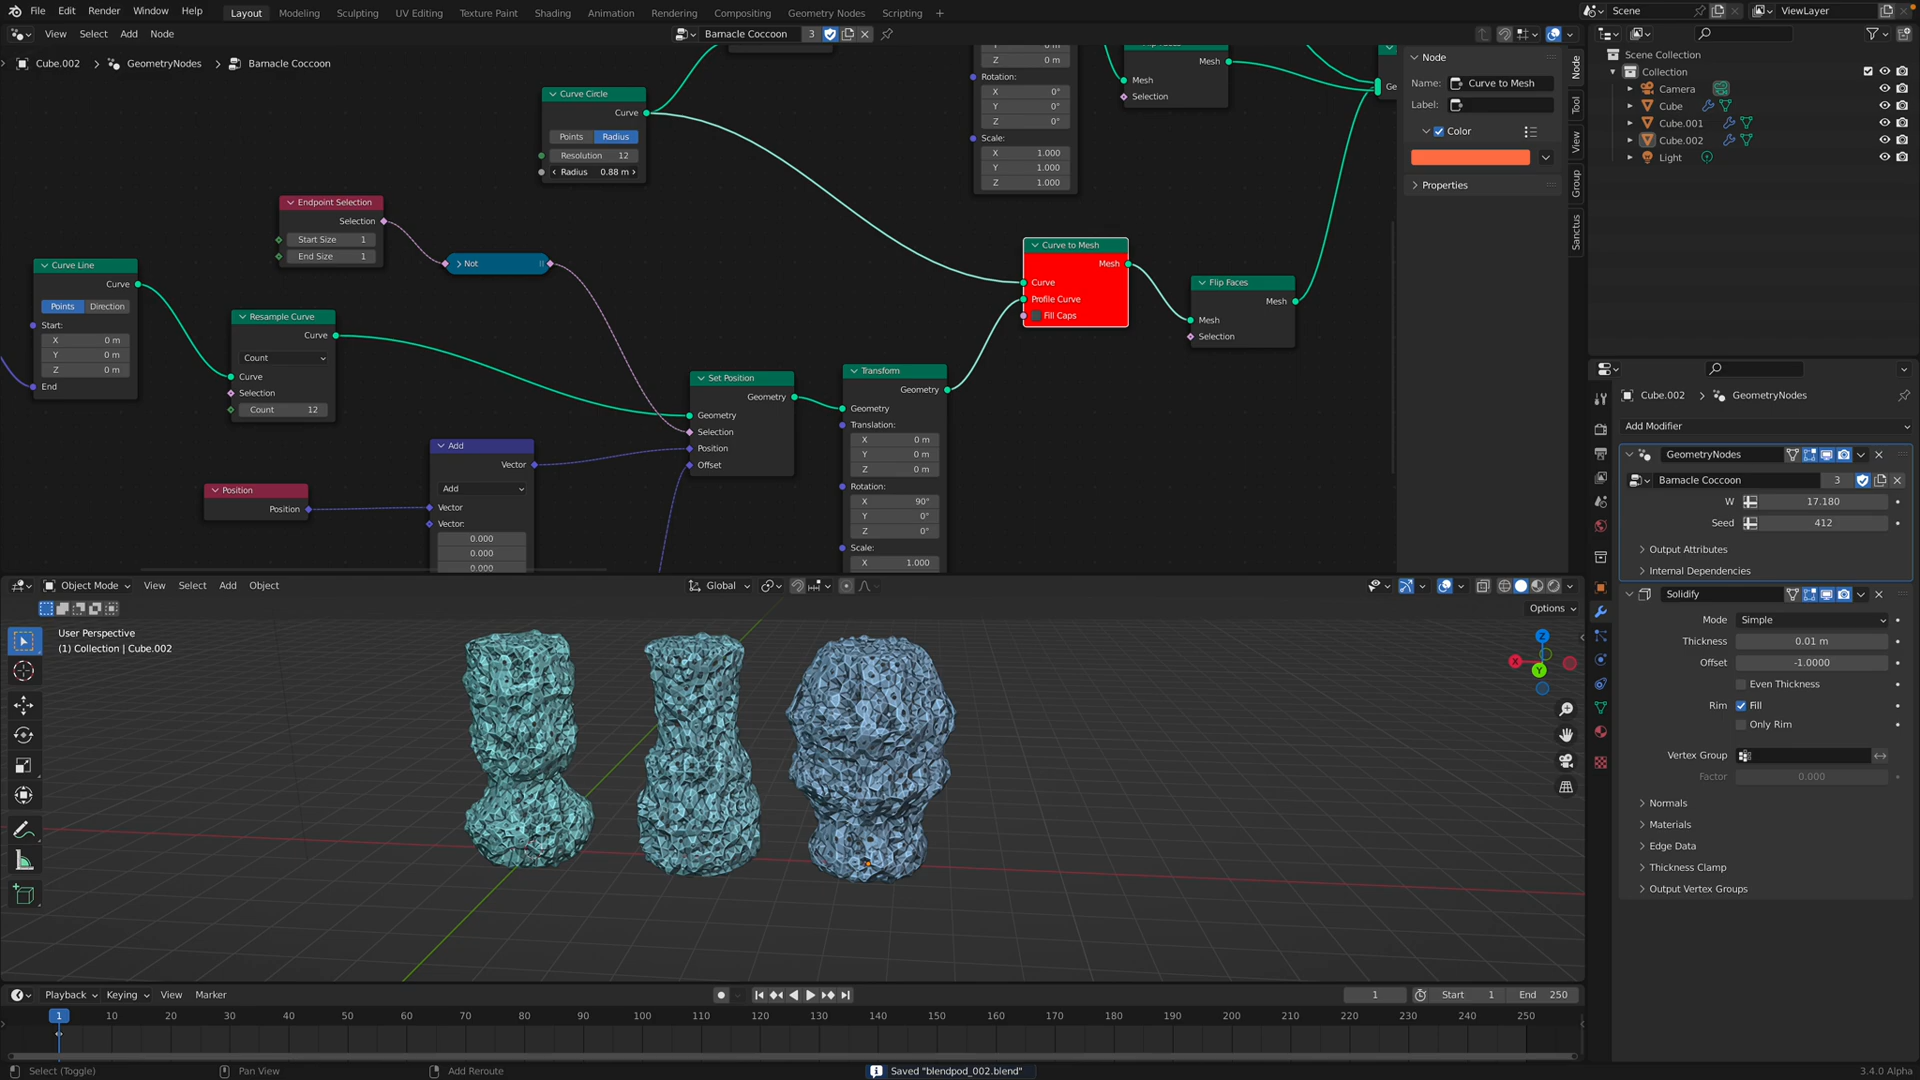 File Edit Render Window Help
Layout Modeling Sculpting UV Editing Texture Paint Shading Animation Rendering Compositing Geometry Nodes Scripting +
Scene
ViewLayer
View Select Add Node
Barnacle Coccoon 3
Cube.002 > GeometryNodes > Barnacle Coccoon
Curve Circle
Curve
Points Radius
Resolution 12
Radius 0.88 m
Z 0 m
Rotation:
X 0°
Y 0°
Z 0°
Scale:
X 1.000
Y 1.000
Z 1.000
Mesh
Mesh
Selection
Ge
Endpoint Selection
Selection
Start Size 1
End Size 1
Not
Curve Line
Curve
Points Direction
Start:
X 0 m
Y 0 m
Z 0 m
End
Resample Curve
Curve
Count
Curve
Selection
Count 12
Curve to Mesh
Mesh
Curve
Profile Curve
Fill Caps
Flip Faces
Mesh
Mesh
Selection
Set Position
Geometry
Geometry
Selection
Position
Offset
Transform
Geometry
Geometry
Translation:
X 0 m
Y 0 m
Z 0 m
Rotation:
X 90°
Y 0°
Z 0°
Scale:
X 1.000
Add
Vector
Add
Vector
Vector:
0.000
0.000
0.000
Position
Position
Node
Name: Curve to Mesh
Label:
Color
Properties
Node
Tool
View
Group
Sanctus
Scene Collection
Collection
Camera
Cube
Cube.001
Cube.002
Light
Cube.002 > GeometryNodes
Add Modifier
GeometryNodes
Barnacle Coccoon 3
W 17.180
Seed 412
Output Attributes
Internal Dependencies
Solidify
Mode Simple
Thickness 0.01 m
Offset -1.0000
Even Thickness
Rim Fill
Only Rim
Vertex Group
Factor 0.000
Normals
Materials
Edge Data
Thickness Clamp
Output Vertex Groups
Object Mode View Select Add Object
Global
Options
User Perspective
(1) Collection | Cube.002
Z
X
Y
Playback Keying View Marker
1 Start 1 End 250
1 10 20 30 40 50 60 70 80 90 100 110 120 130 140 150 160 170 180 190 200 210 220 230 240 250
Select (Toggle) Pan View Add Reroute
Saved "blendpod_002.blend"
3.4.0 Alpha